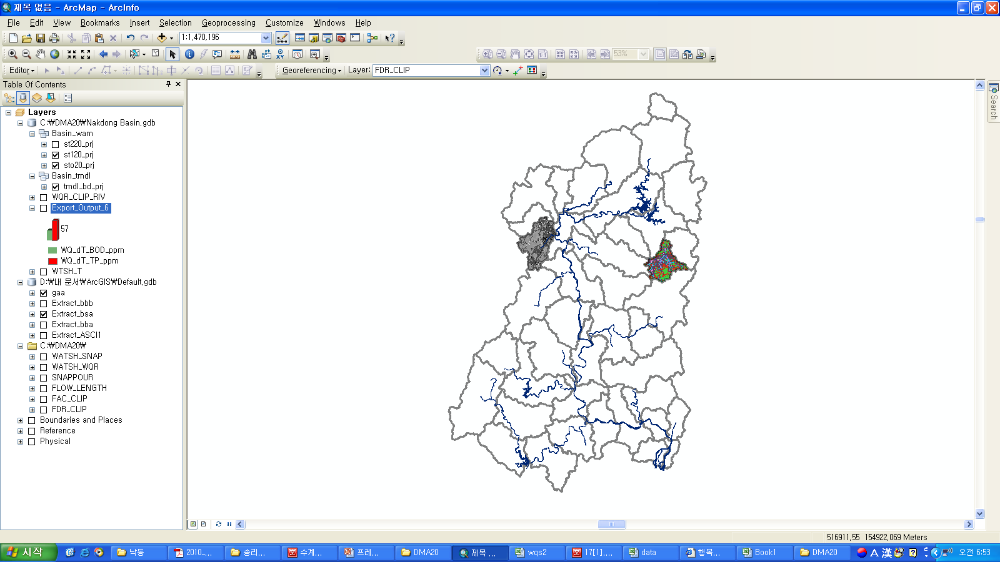 제목 없음 - ArcMap - ArcInfo
File Edit View Bookmarks Insert Selection Geoprocessing Customize Windows Help
1:1,470,196
53%
Editor Georeferencing Layer: FDR_CLIP
Table Of Contents
Layers
C:₩DMA20₩Nakdong Basin.gdb
Basin_wam
st220_prj
st120_prj
sto20_prj
Basin_tmdl
tmdl_bd_prj
WQR_CLIP_RIV
Export_Output_6
57
WQ_dT_BOD_ppm
WQ_dT_TP_ppm
WTSH_T
D:₩내 문서₩ArcGIS₩Default.gdb
gaa
Extract_bbb
Extract_bsa
Extract_bba
Extract_ASCI1
C:₩DMA20₩
WATSH_SNAP
WATSH_WQR
SNAPPOUR
FLOW_LENGTH
FAC_CLIP
FDR_CLIP
Boundaries and Places
Reference
Physical
Search
516911.55 154922.069 Meters
시작 낙동 2010_... 송리... 수계... 프레... DMA20 제목 ... wqs2 17[1].... data 행복... Book1 DMA20 A 漢 오전 6:53